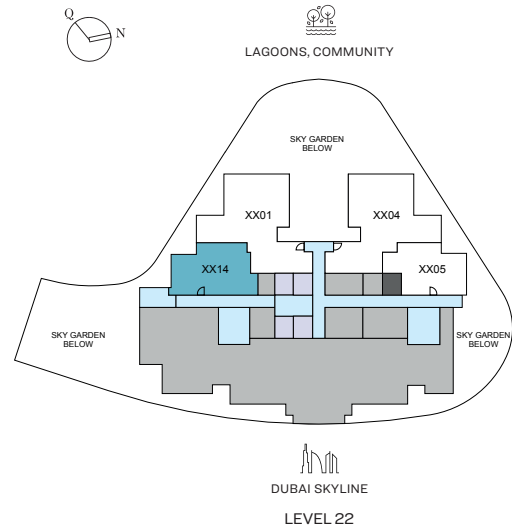 Q
N
LAGOONS, COMMUNITY
SKY GARDEN
BELOW
XX01
XX04
XX14
XX05
SKY GARDEN
BELOW
SKY GARDEN
BELOW
DUBAI SKYLINE
LEVEL 22